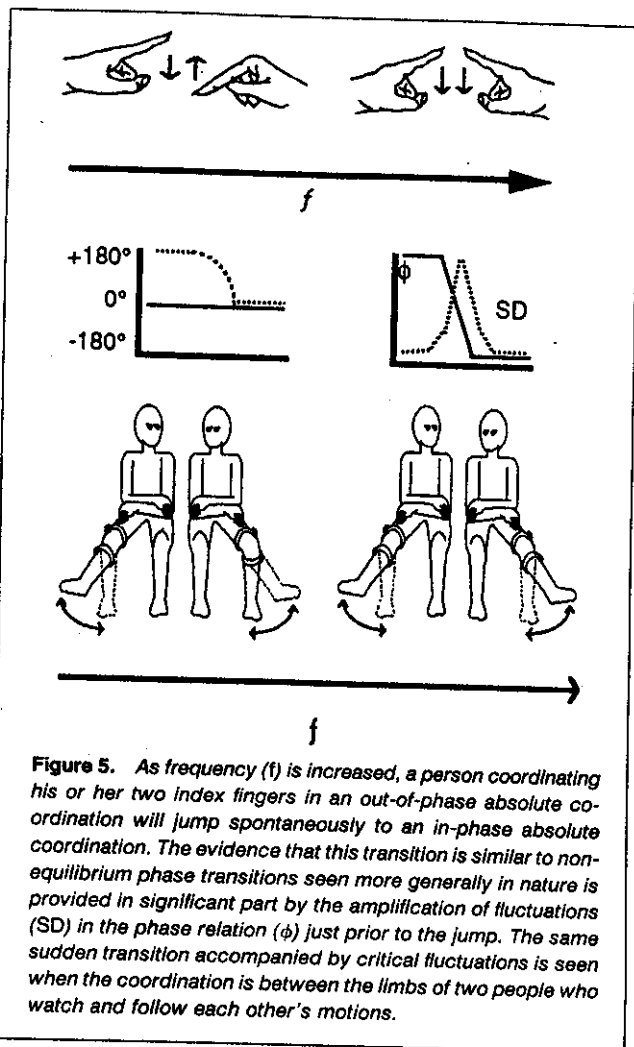 f
+180°
0°
-180°
ϕ
SD
f
Figure 5. As frequency (f) is increased, a person coordinating
his or her two index fingers in an out-of-phase absolute co-
ordination will jump spontaneously to an in-phase absolute
coordination. The evidence that this transition is similar to non-
equilibrium phase transitions seen more generally in nature is
provided in significant part by the amplification of fluctuations
(SD) in the phase relation (ϕ) just prior to the jump. The same
sudden transition accompanied by critical fluctuations is seen
when the coordination is between the limbs of two people who
watch and follow each other's motions.